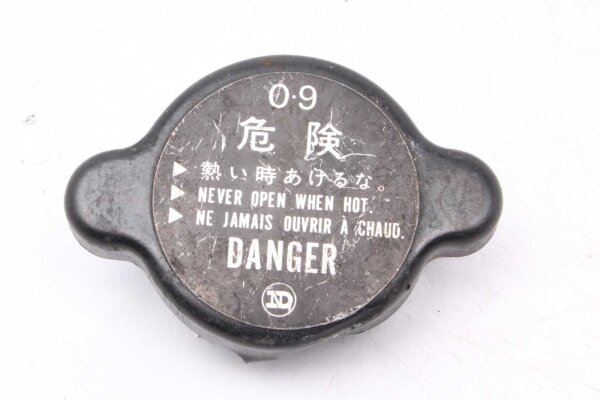 0·9
危険
▶ 熱い時あけるな。
▶ NEVER OPEN WHEN HOT.
▶ NE JAMAIS OUVRIR À CHAUD.
DANGER
ND